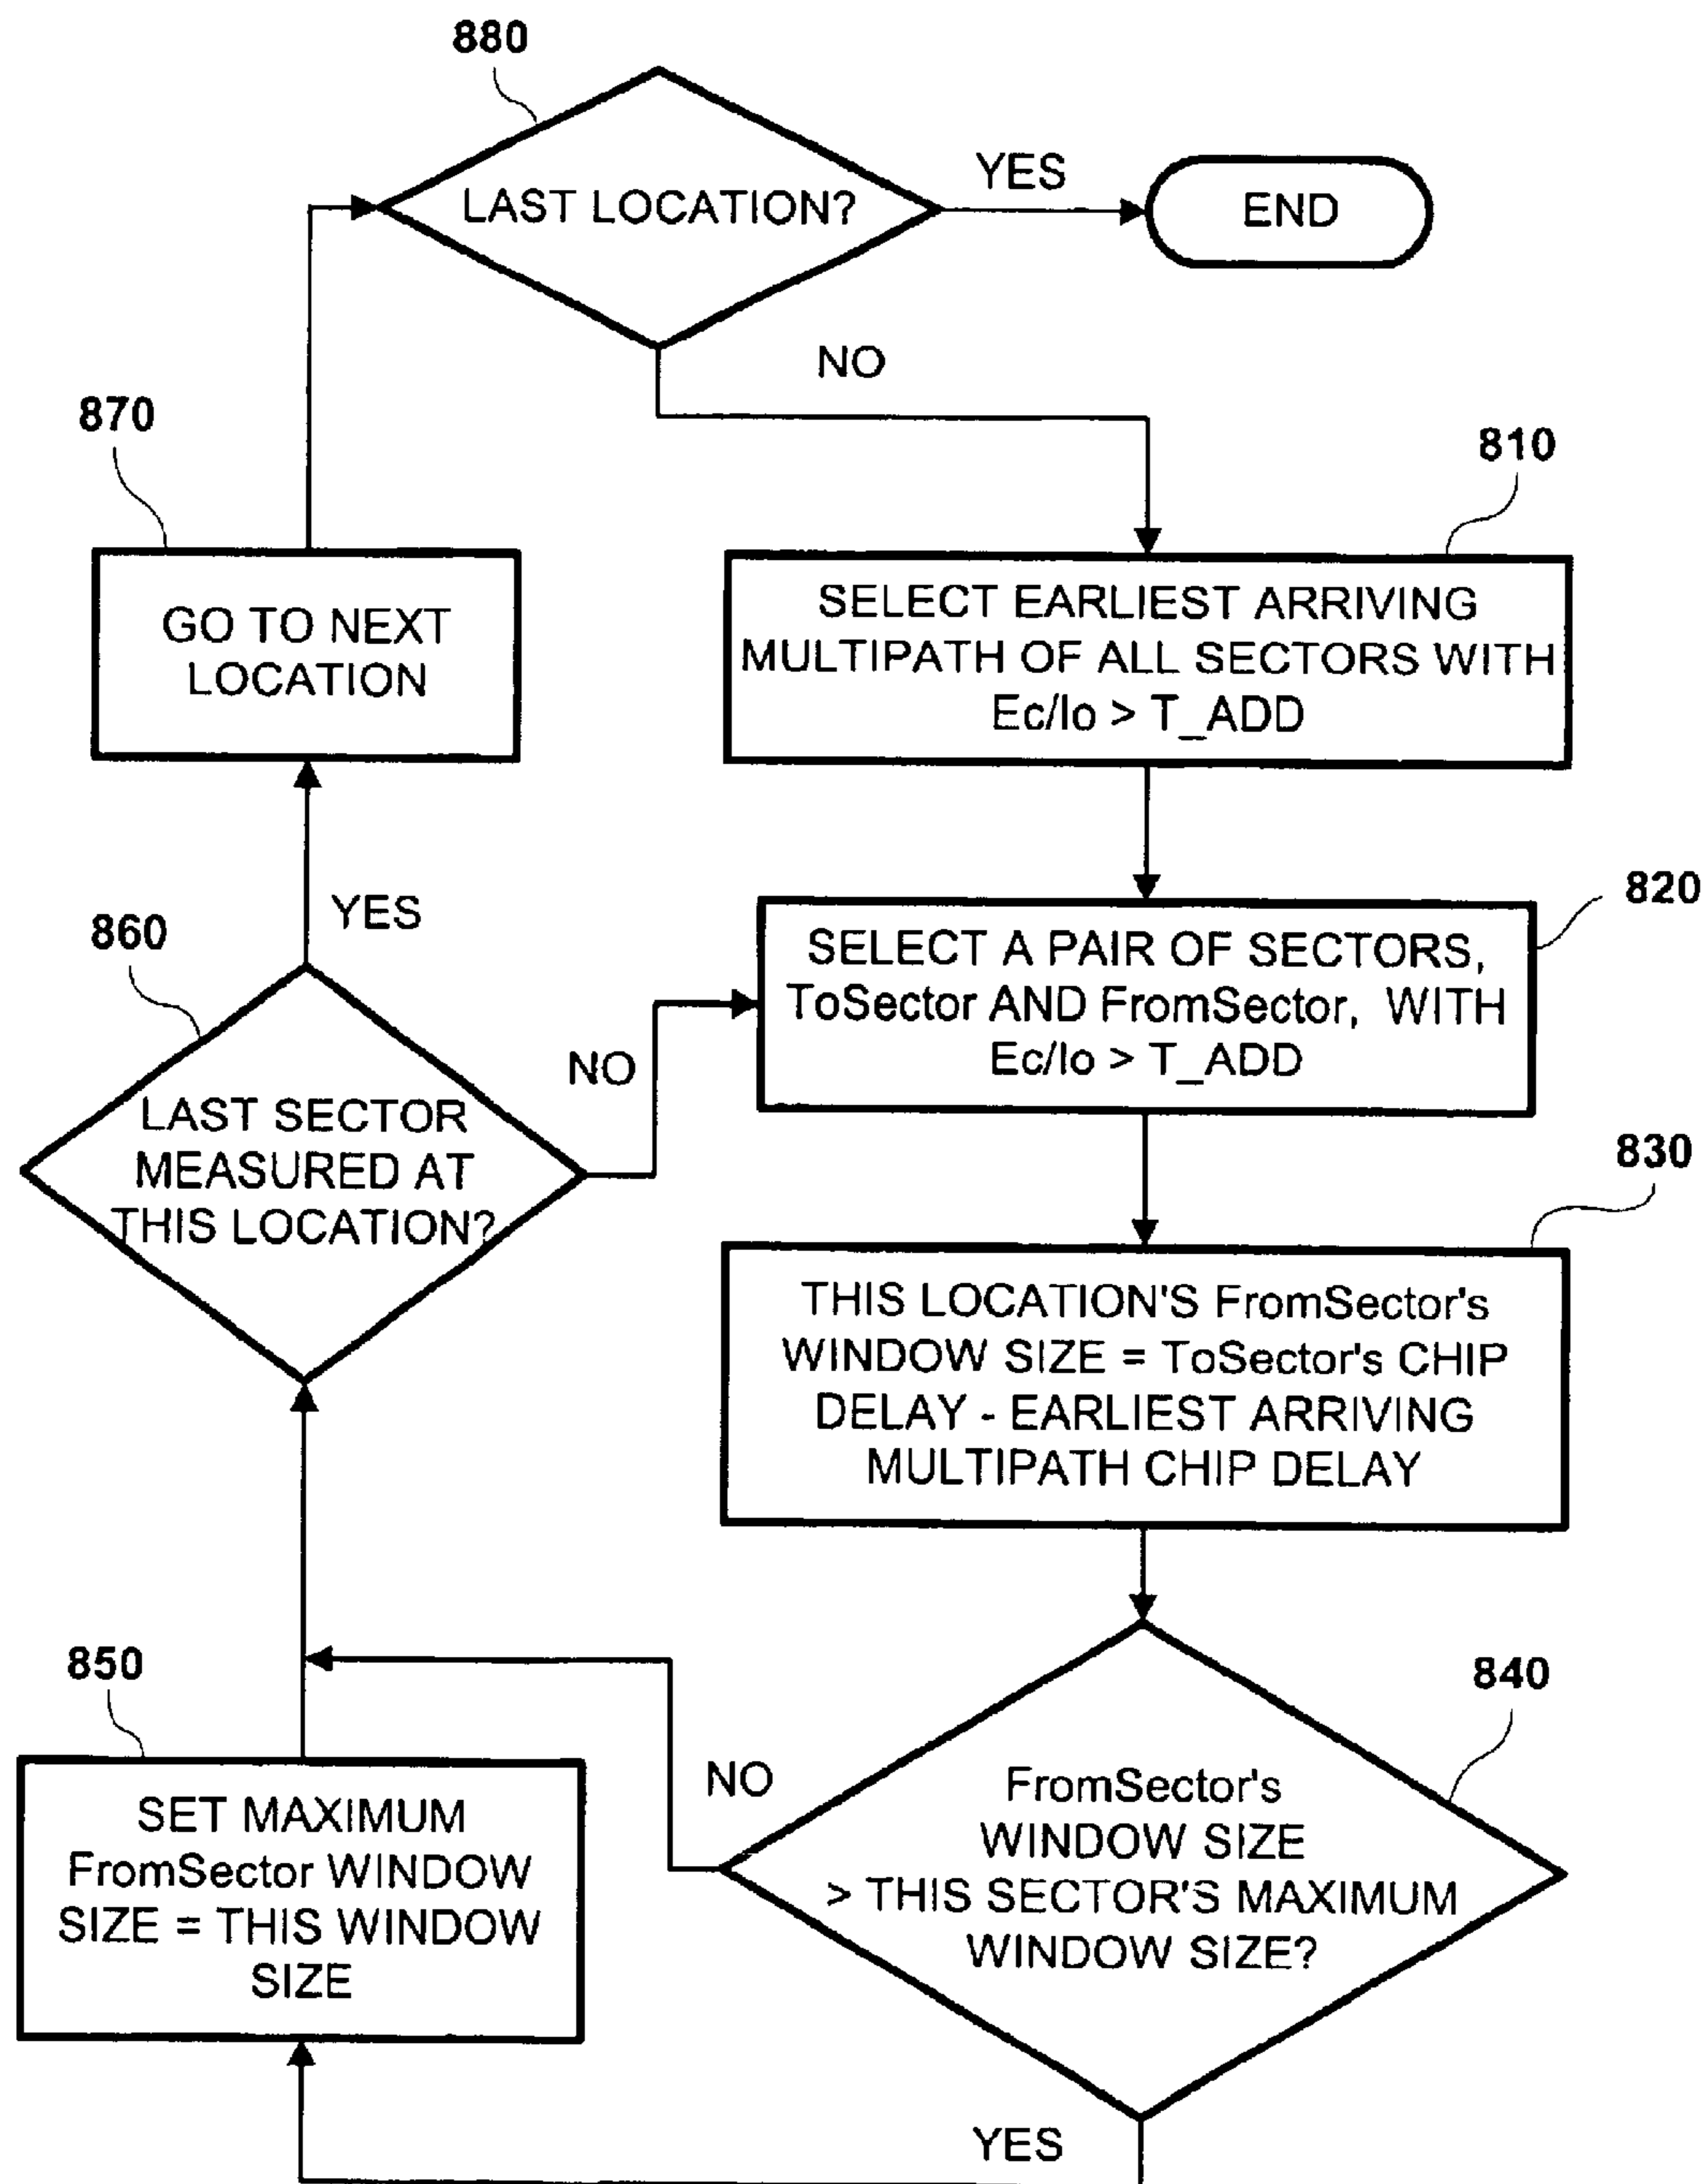 880
LAST LOCATION?
YES
END
NO
870
810
GO TO NEXT
LOCATION
SELECT EARLIEST ARRIVING
MULTIPATH OF ALL SECTORS WITH
Ec/Io > T_ADD
YES
860
820
SELECT A PAIR OF SECTORS,
ToSector AND FromSector, WITH
Ec/Io > T_ADD
NO
LAST SECTOR
MEASURED AT
THIS LOCATION?
830
THIS LOCATION'S FromSector's
WINDOW SIZE = ToSector's CHIP
DELAY - EARLIEST ARRIVING
MULTIPATH CHIP DELAY
850
840
NO
SET MAXIMUM
FromSector WINDOW
SIZE = THIS WINDOW
SIZE
FromSector's
WINDOW SIZE
> THIS SECTOR'S MAXIMUM
WINDOW SIZE?
YES